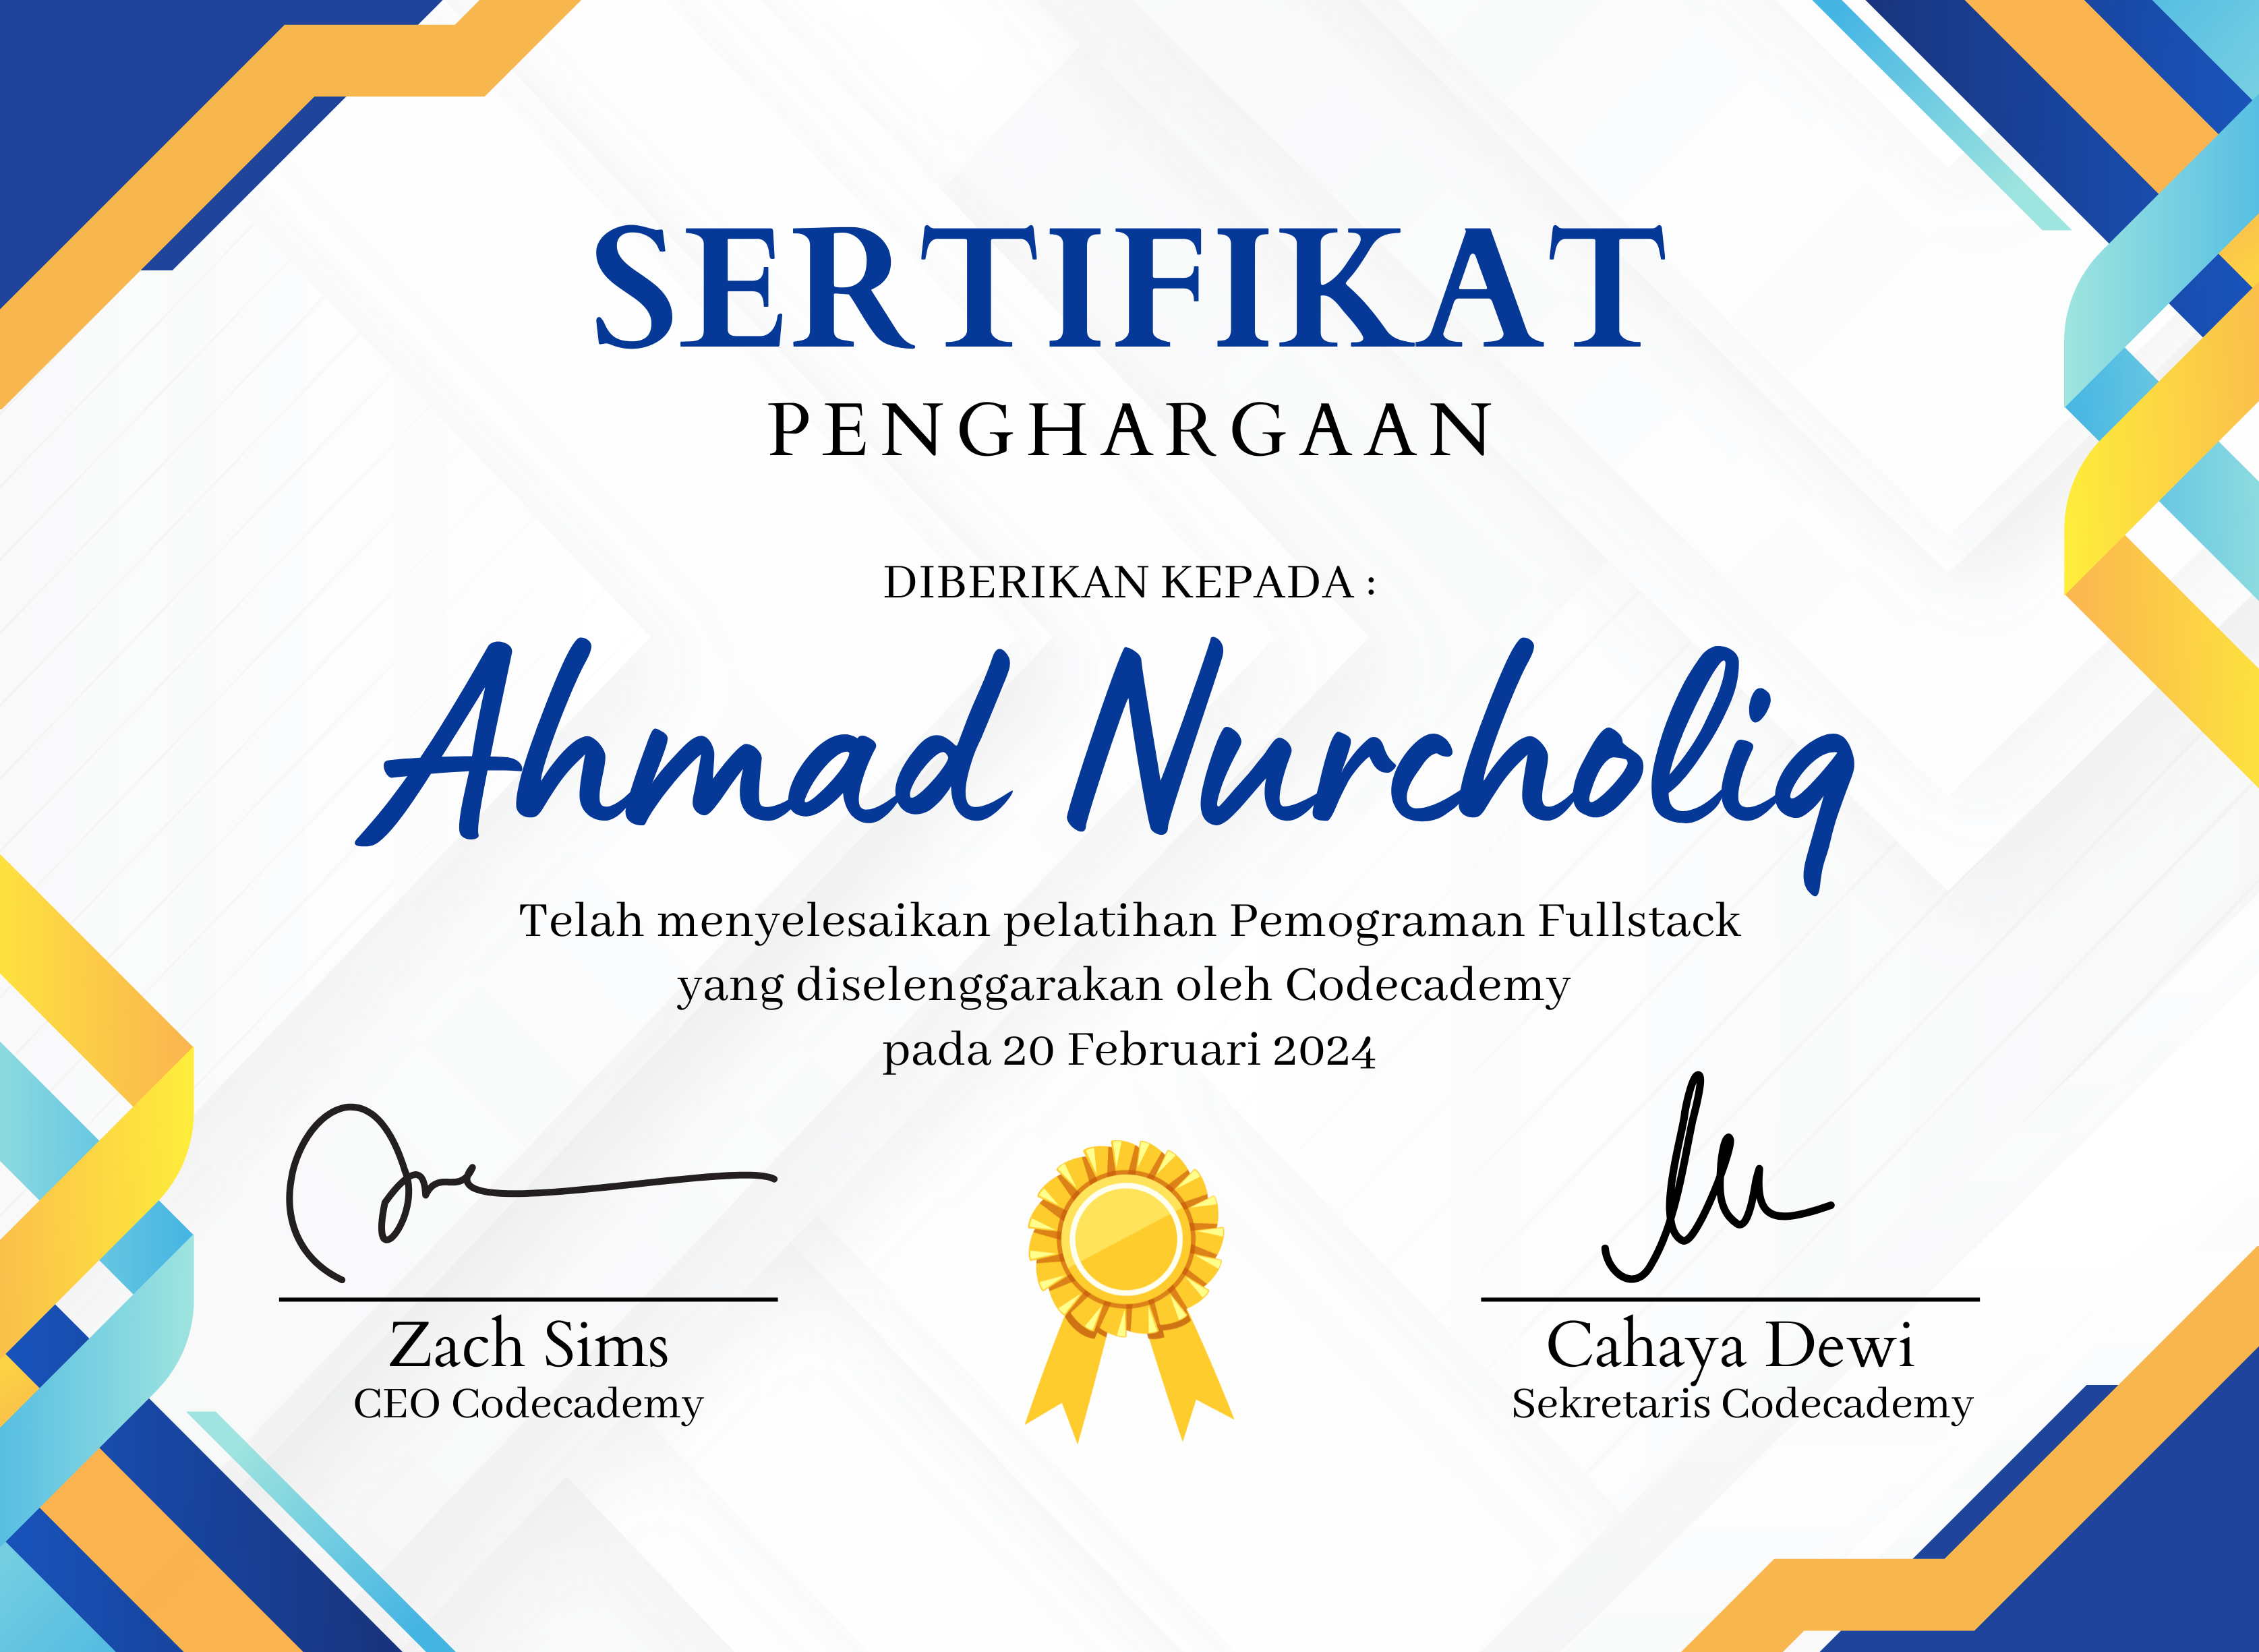 SERTIFIKAT
PENGHARGAAN
DIBERIKAN KEPADA :
Ahmad Nurcholiq
Telah menyelesaikan pelatihan Pemograman Fullstack
yang diselenggarakan oleh Codecademy
pada 20 Februari 2024
Zach Sims
CEO Codecademy
Cahaya Dewi
Sekretaris Codecademy